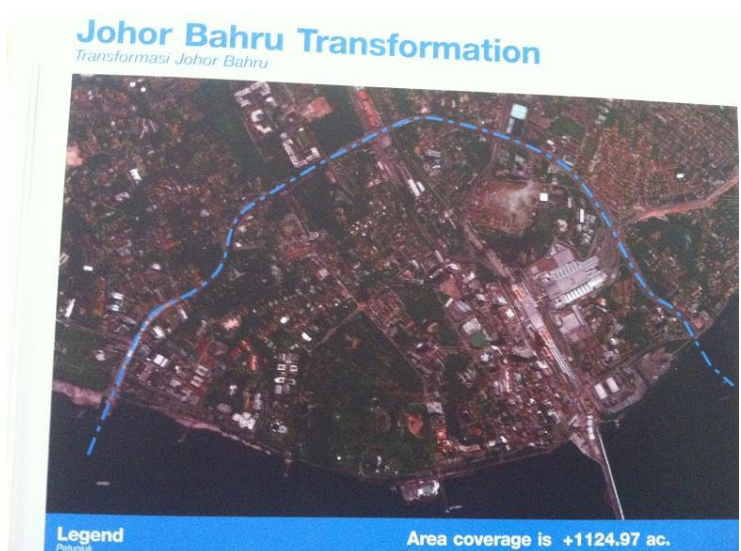 Johor Bahru Transformation
Transformasi Johor Bahru
Legend
Petunjuk
Area coverage is +1124.97 ac.